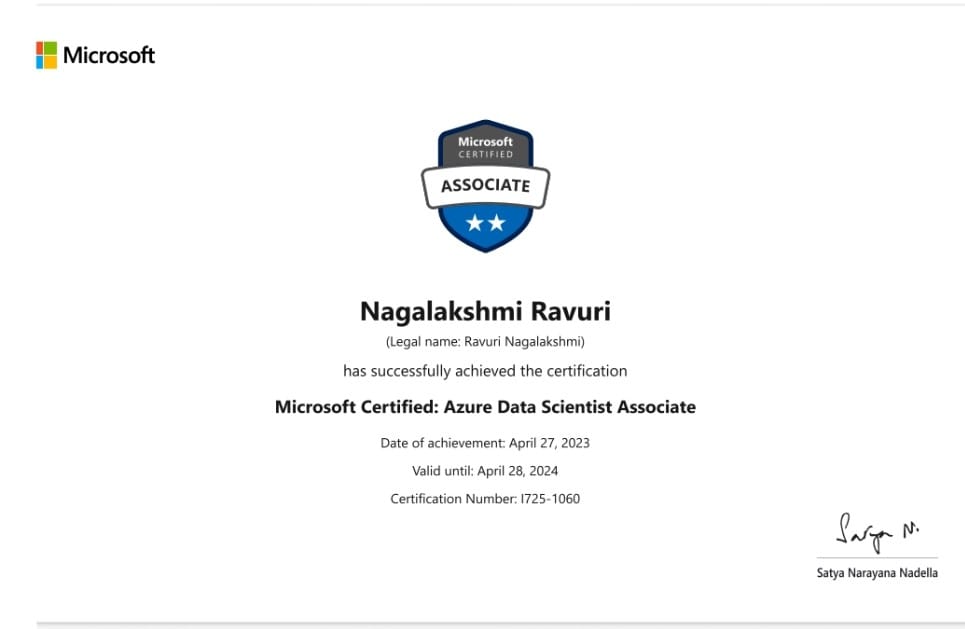 Microsoft
Microsoft
CERTIFIED
ASSOCIATE
Nagalakshmi Ravuri
(Legal name: Ravuri Nagalakshmi)
has successfully achieved the certification
Microsoft Certified: Azure Data Scientist Associate
Date of achievement: April 27, 2023
Valid until: April 28, 2024
Certification Number: I725-1060
Satya N.
Satya Narayana Nadella